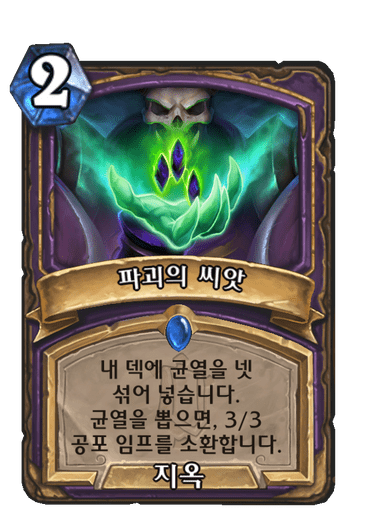 2
파괴의 씨앗
내 덱에 균열을 넷
섞어 넣습니다.
균열을 뽑으면, 3/3
공포 임프를 소환합니다.
지옥